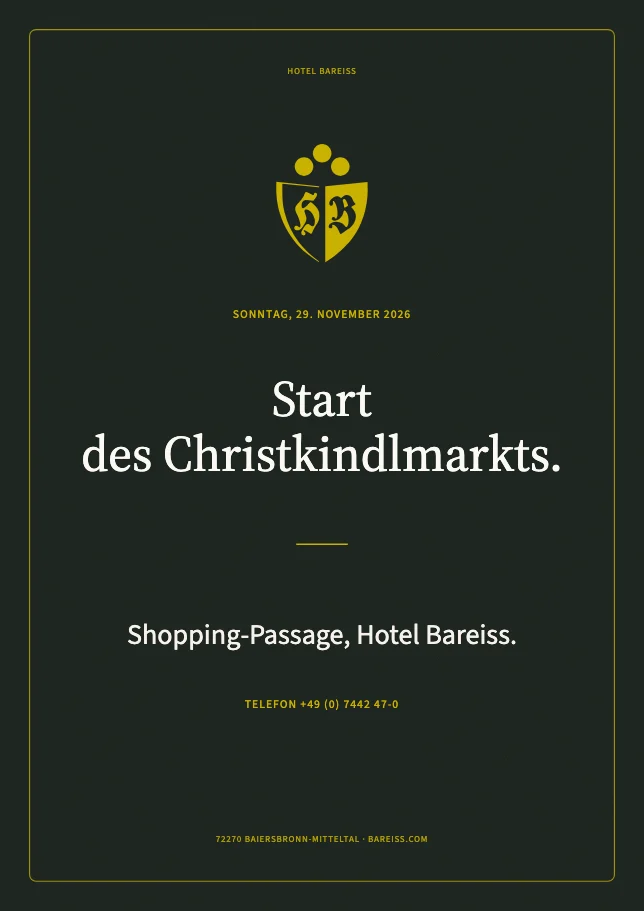 HOTEL BAREISS
H B
SONNTAG, 29. NOVEMBER 2026
Start
des Christkindlmarkts.
Shopping-Passage, Hotel Bareiss.
TELEFON +49 (0) 7442 47-0
72270 BAIERSBRONN-MITTELTAL · BAREISS.COM